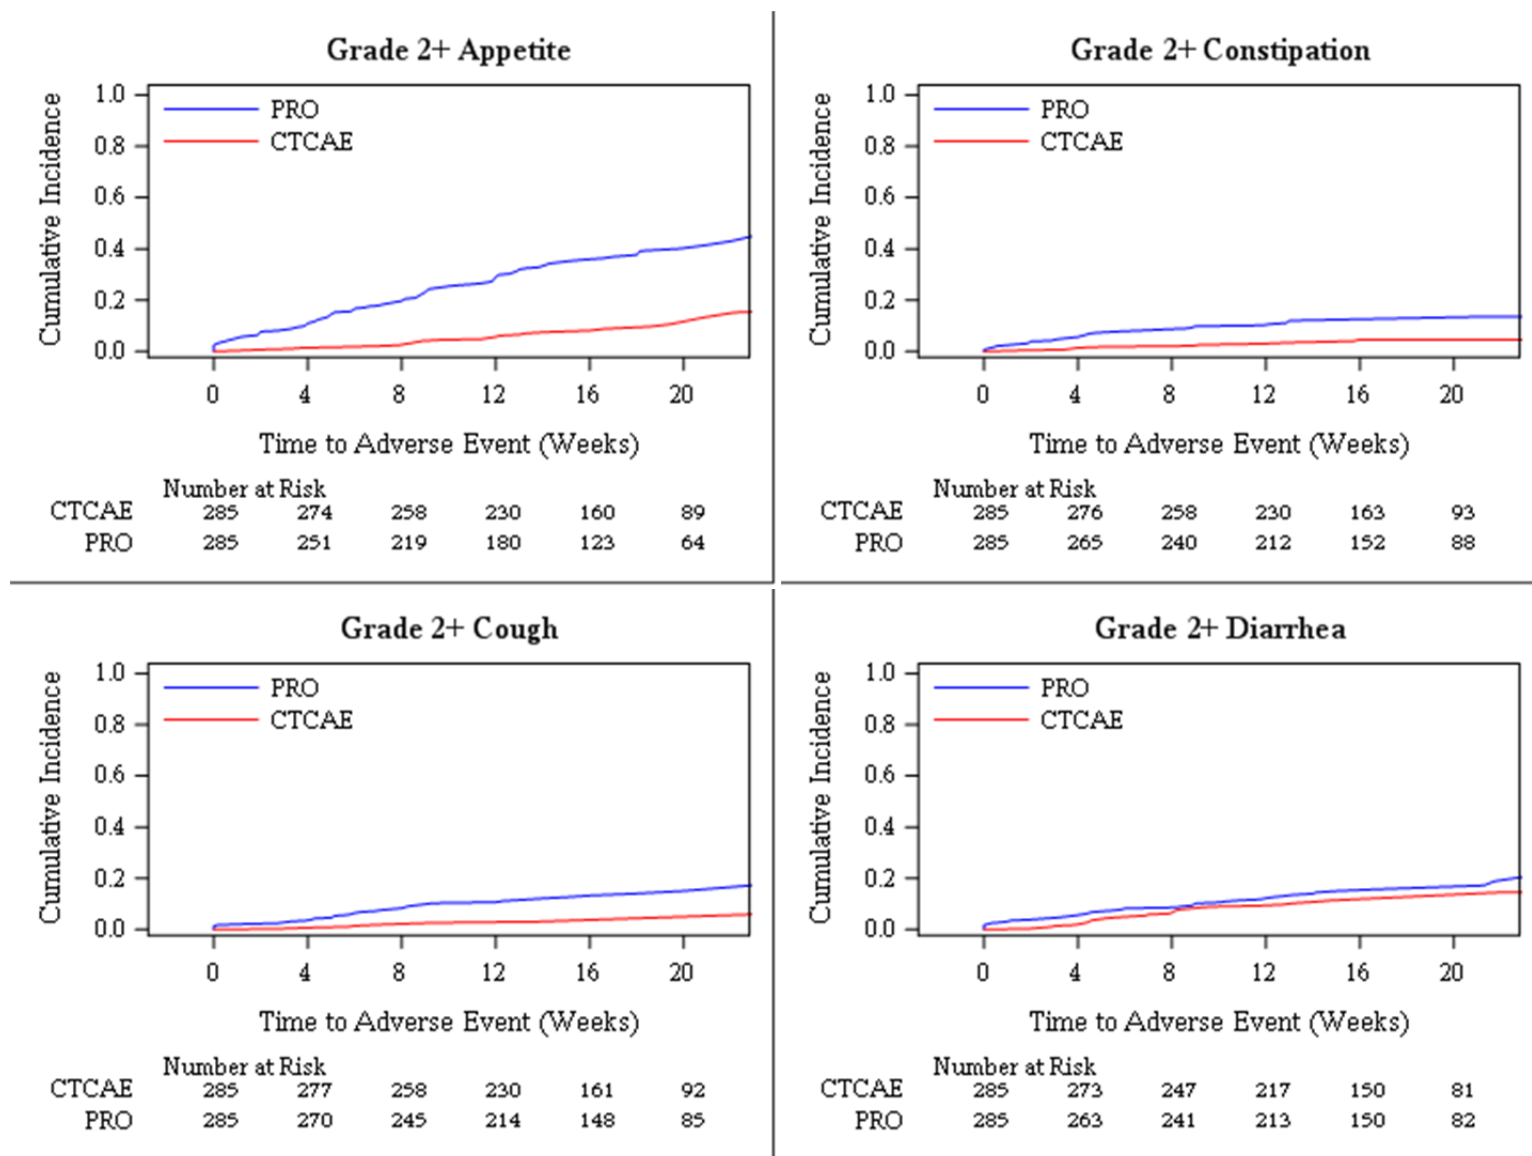 Grade 2+ Appetite
Cumulative Incidence
1.0
0.8
0.6
0.4
0.2
0.0
PRO
CTCAE
0 4 8 12 16 20
Time to Adverse Event (Weeks)
Number at Risk
CTCAE 285 274 258 230 160 89
PRO 285 251 219 180 123 64
Grade 2+ Constipation
Cumulative Incidence
1.0
0.8
0.6
0.4
0.2
0.0
PRO
CTCAE
0 4 8 12 16 20
Time to Adverse Event (Weeks)
Number at Risk
CTCAE 285 276 258 230 163 93
PRO 285 265 240 212 152 88
Grade 2+ Cough
Cumulative Incidence
1.0
0.8
0.6
0.4
0.2
0.0
PRO
CTCAE
0 4 8 12 16 20
Time to Adverse Event (Weeks)
Number at Risk
CTCAE 285 277 258 230 161 92
PRO 285 270 245 214 148 85
Grade 2+ Diarrhea
Cumulative Incidence
1.0
0.8
0.6
0.4
0.2
0.0
PRO
CTCAE
0 4 8 12 16 20
Time to Adverse Event (Weeks)
Number at Risk
CTCAE 285 273 247 217 150 81
PRO 285 263 241 213 150 82